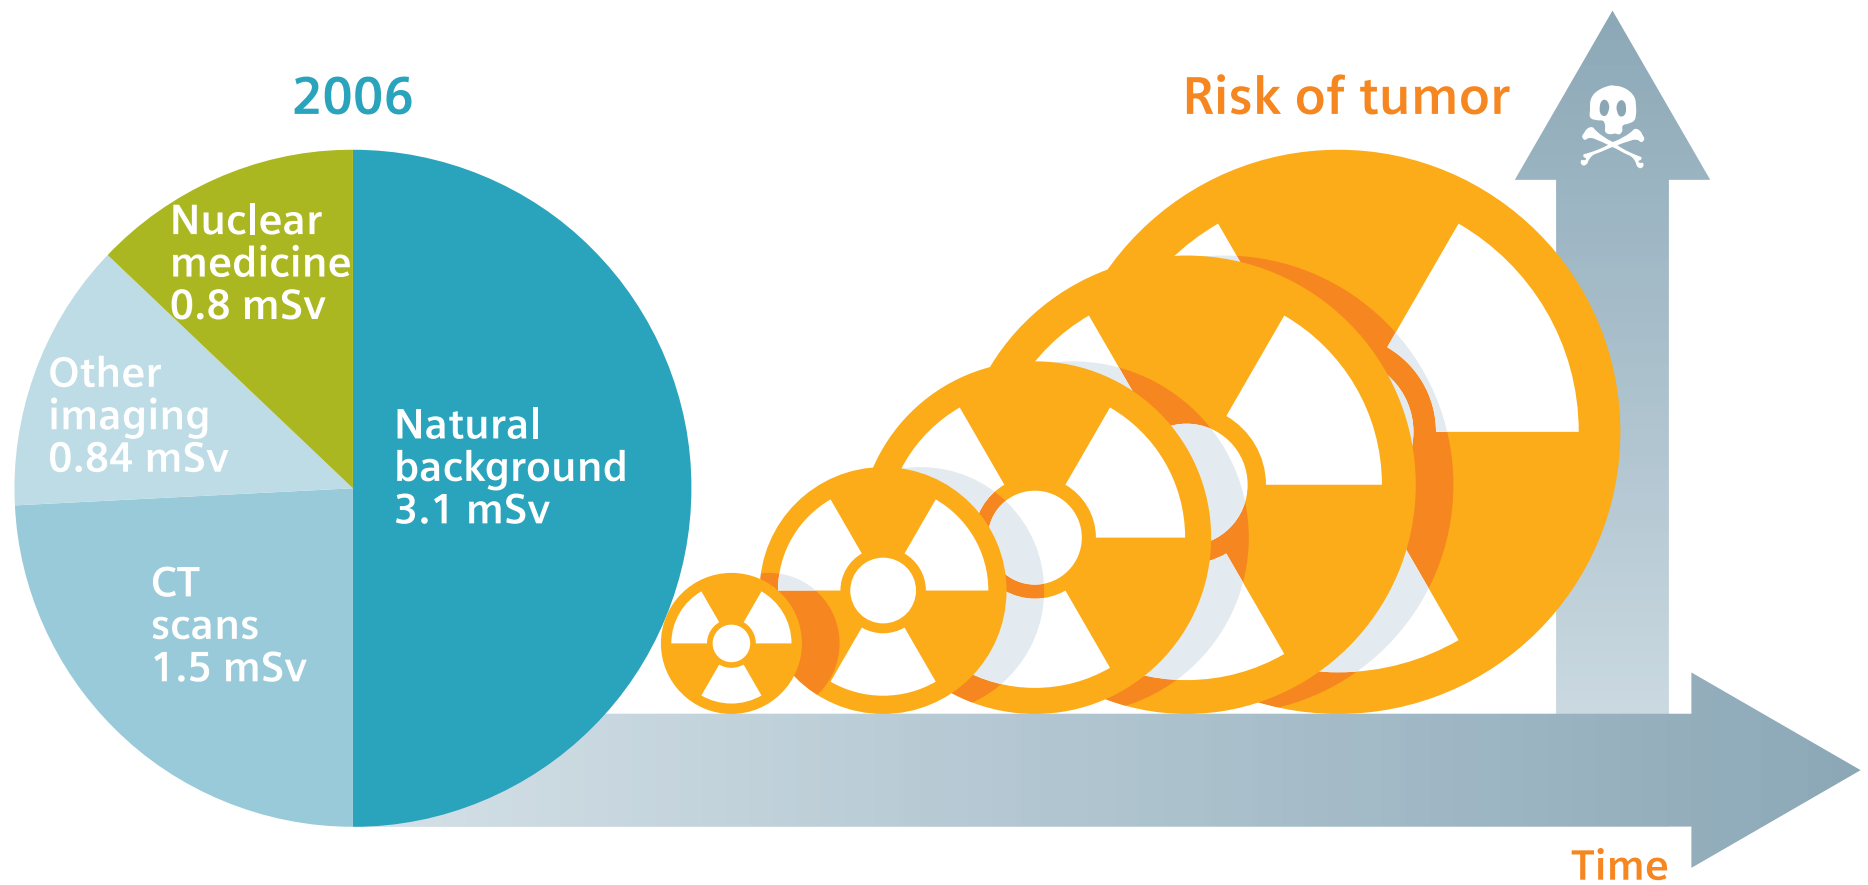 2006
Nuclear
medicine
0.8 mSv
Other
imaging
0.84 mSv
Natural
background
3.1 mSv
CT
scans
1.5 mSv
Risk of tumor
Time